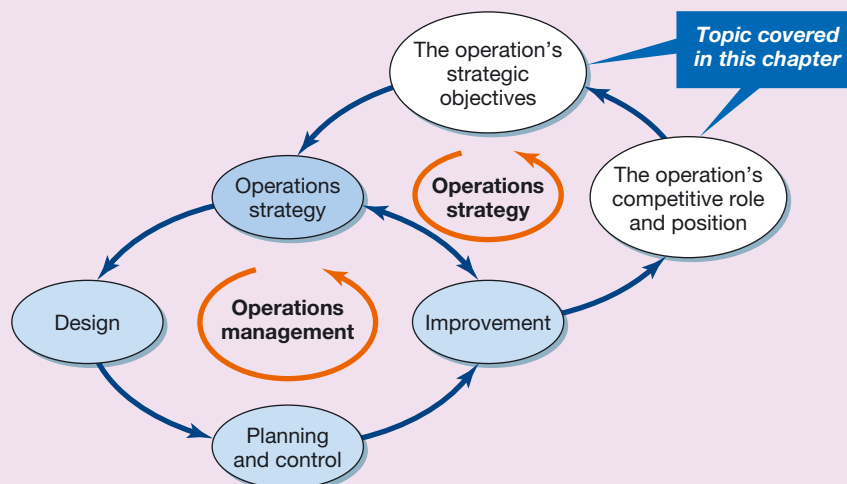 The operation's
strategic
objectives
Topic covered
in this chapter
Operations
strategy
Operations
strategy
The operation's
competitive role
and position
Design
Operations
management
Improvement
Planning
and control